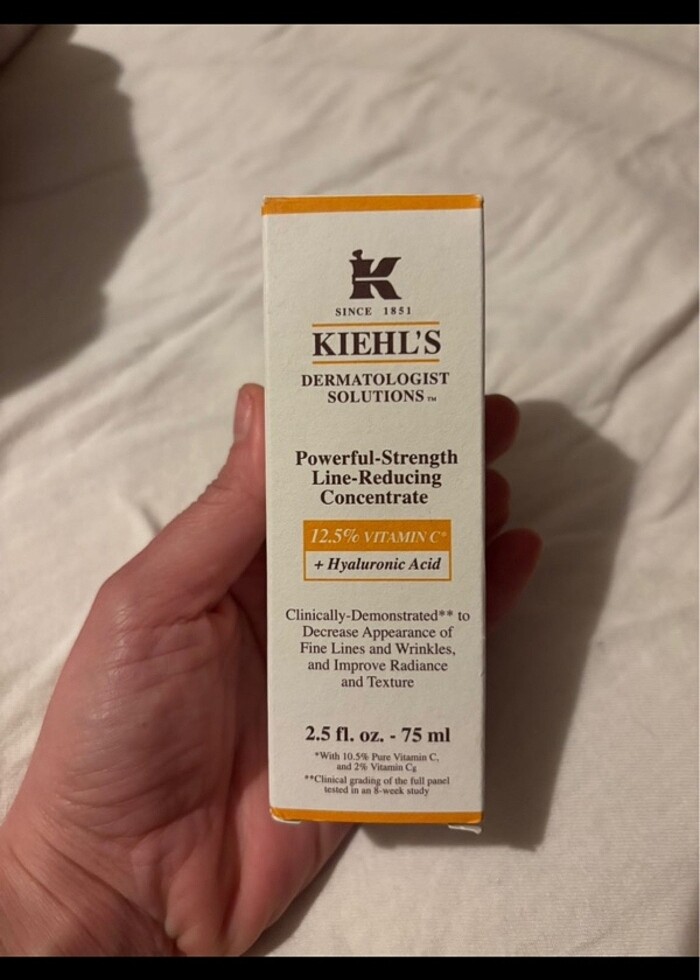 K
SINCE 1851
KIEHL'S
DERMATOLOGIST
SOLUTIONS™
Powerful-Strength
Line-Reducing
Concentrate
12.5% VITAMIN C*
+ Hyaluronic Acid
Clinically-Demonstrated** to
Decrease Appearance of
Fine Lines and Wrinkles,
and Improve Radiance
and Texture
2.5 fl. oz. - 75 ml
*With 10.5% Pure Vitamin C,
and 2% Vitamin Cg
**Clinical grading of the full panel
tested in an 8-week study